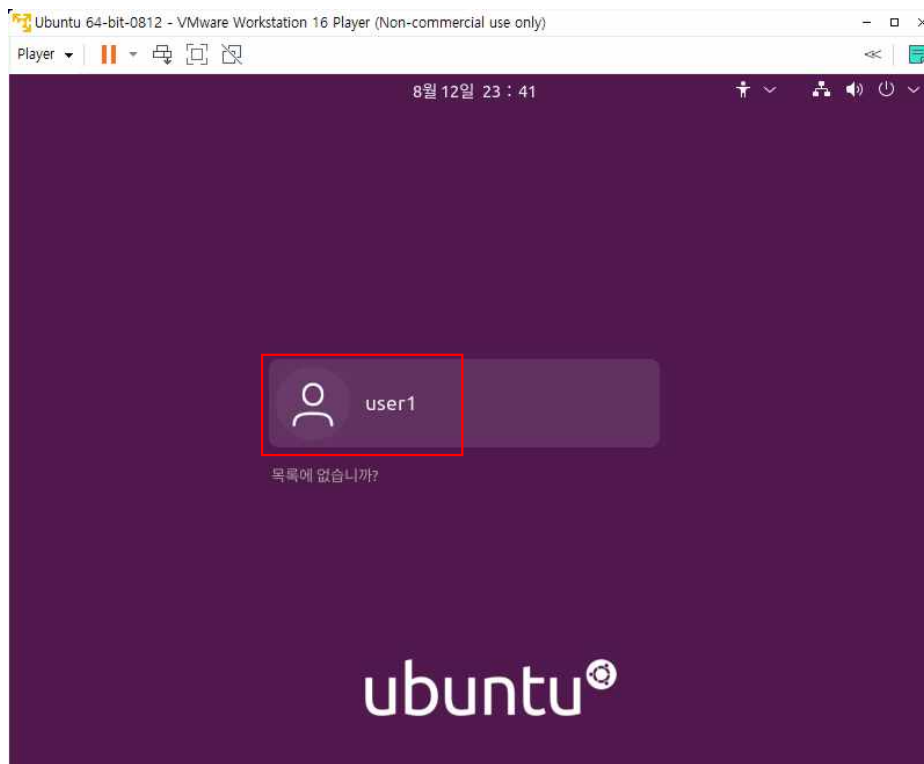 Ubuntu 64-bit-0812 - VMware Workstation 16 Player (Non-commercial use only)
Player
8월 12일 23 : 41
user1
목록에 없습니까?
ubuntu